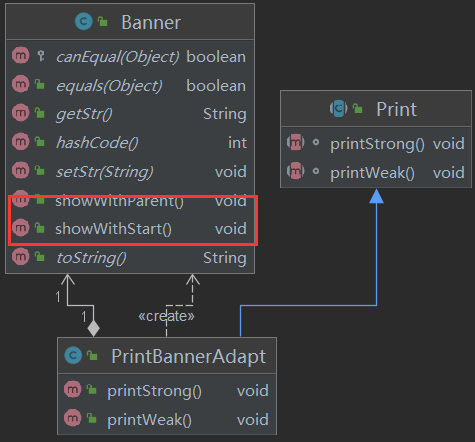 Banner
canEqual(Object) boolean
equals(Object) boolean
getStr() String
hashCode() int
setStr(String) void
showWithParent() void
showWithStart() void
toString() String
Print
printStrong() void
printWeak() void
1
1
«create»
PrintBannerAdapt
printStrong() void
printWeak() void